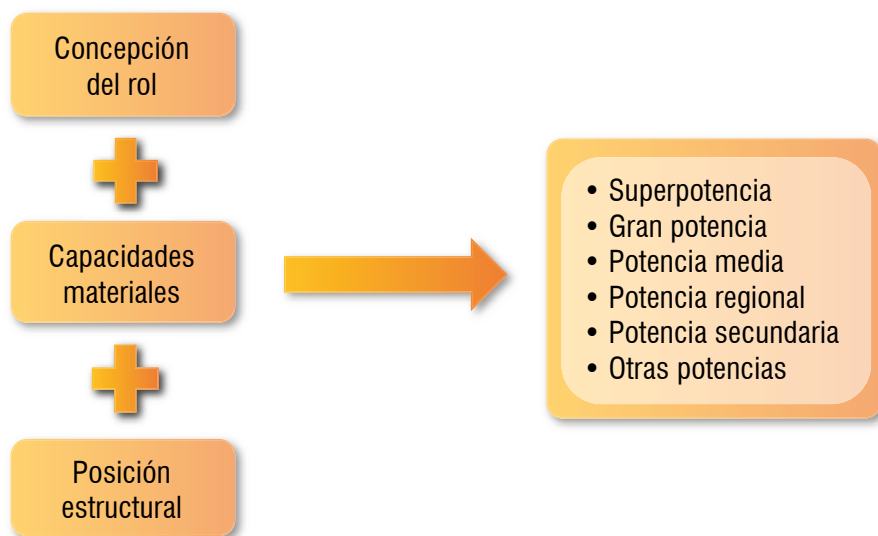 Concepción
del rol
Capacidades
materiales
Posición
estructural
• Superpotencia
• Gran potencia
• Potencia media
• Potencia regional
• Potencia secundaria
• Otras potencias